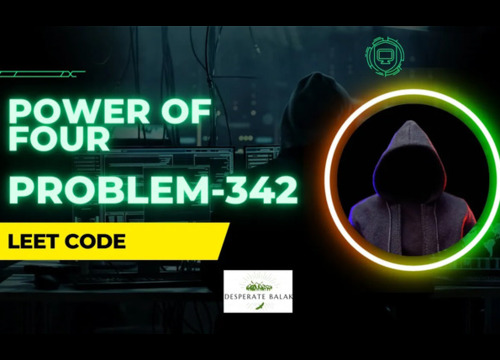 POWER OF
FOUR
PROBLEM-342
LEET CODE
DESPERATE BALAK